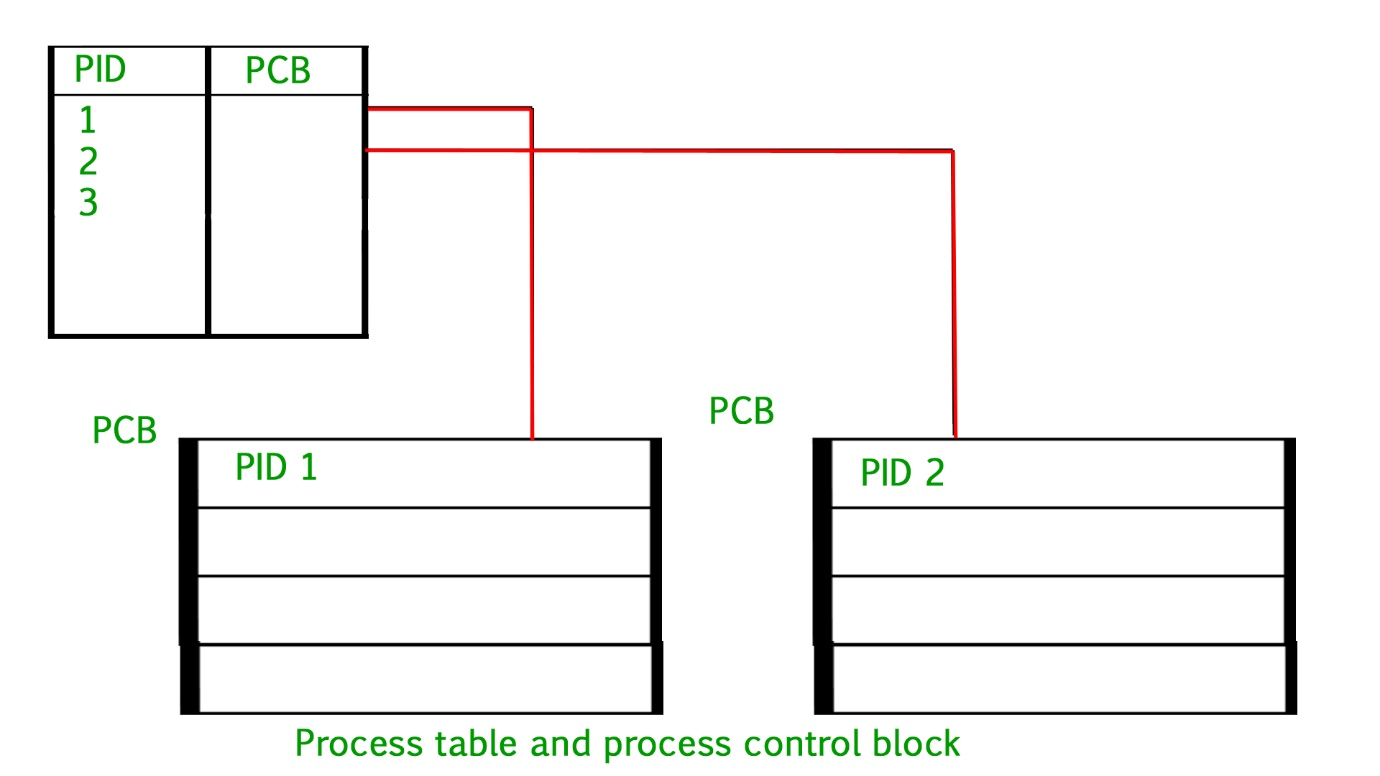 PID PCB
1
2
3
PCB
PID 1
PCB
PID 2
Process table and process control block